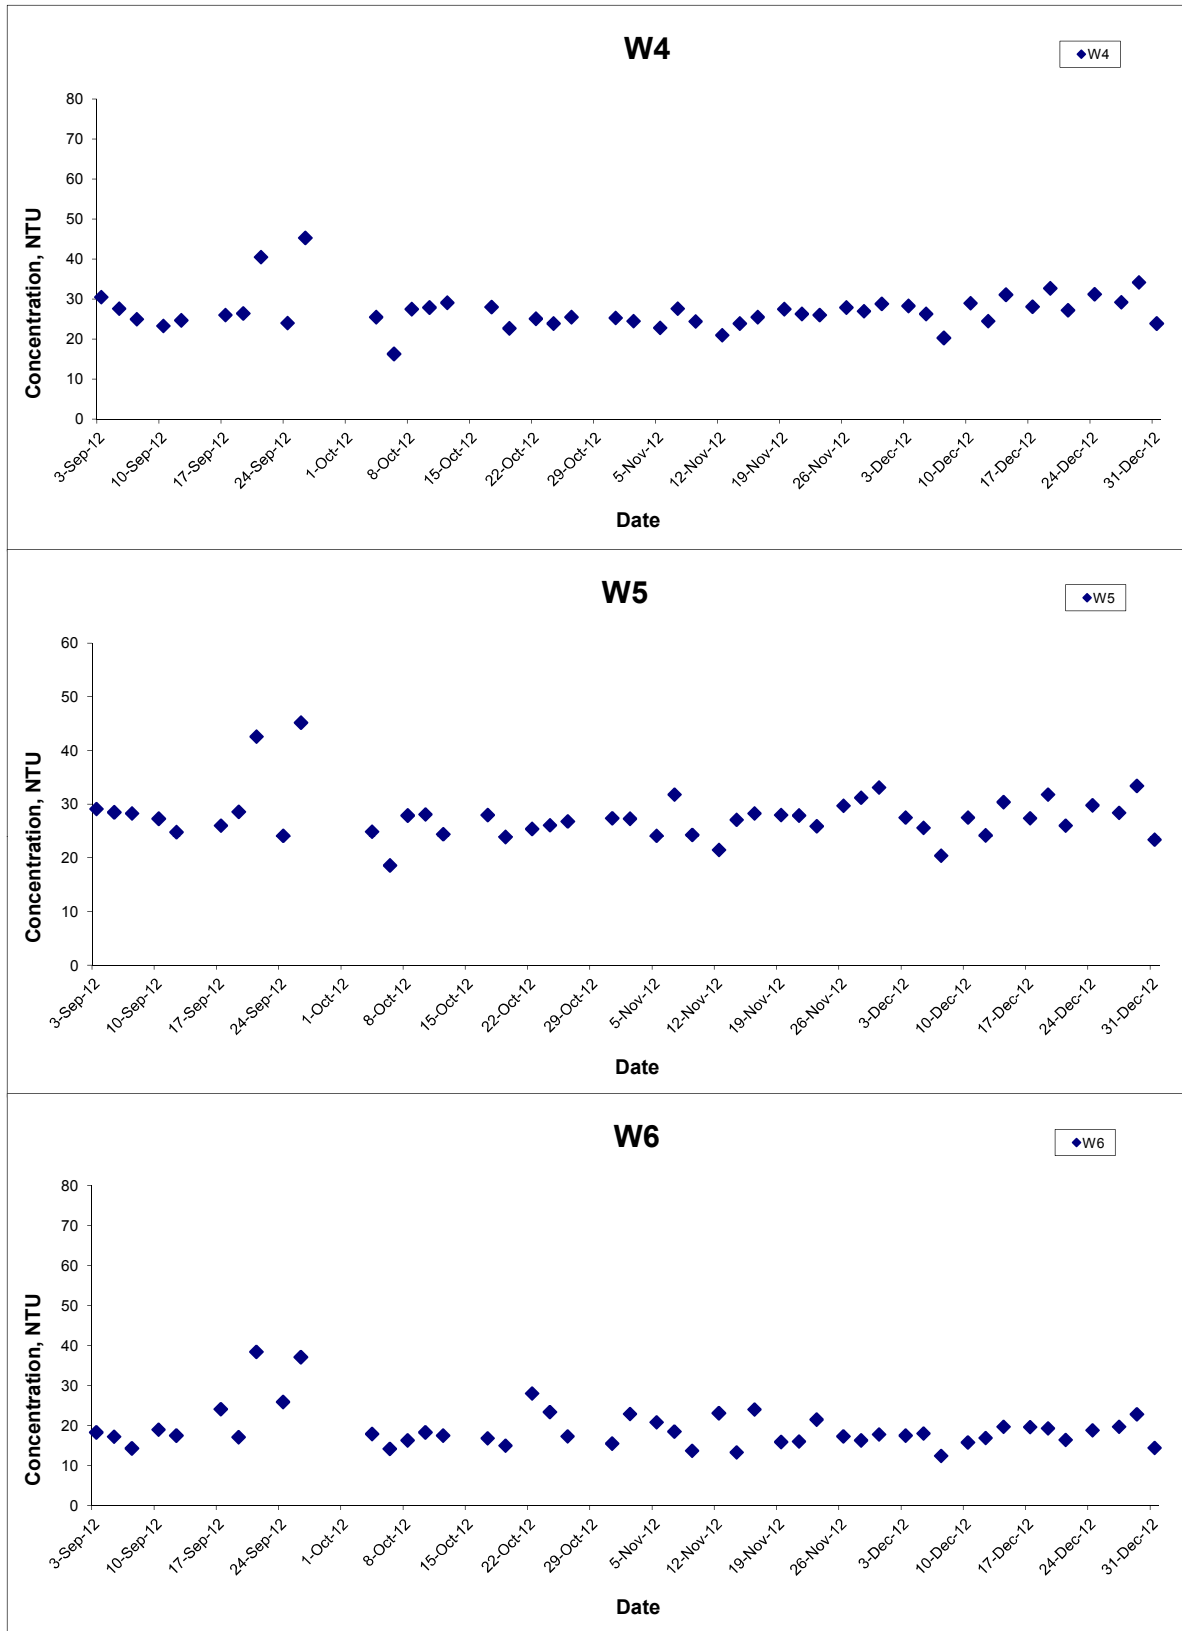 W4
W4
80
70
60
50
40
30
20
10
0
Concentration, NTU
3-Sep-12
10-Sep-12
17-Sep-12
24-Sep-12
1-Oct-12
8-Oct-12
15-Oct-12
22-Oct-12
29-Oct-12
5-Nov-12
12-Nov-12
19-Nov-12
26-Nov-12
3-Dec-12
10-Dec-12
17-Dec-12
24-Dec-12
31-Dec-12
Date
W5
W5
60
50
40
30
20
10
0
Concentration, NTU
3-Sep-12
10-Sep-12
17-Sep-12
24-Sep-12
1-Oct-12
8-Oct-12
15-Oct-12
22-Oct-12
29-Oct-12
5-Nov-12
12-Nov-12
19-Nov-12
26-Nov-12
3-Dec-12
10-Dec-12
17-Dec-12
24-Dec-12
31-Dec-12
Date
W6
W6
80
70
60
50
40
30
20
10
0
Concentration, NTU
3-Sep-12
10-Sep-12
17-Sep-12
24-Sep-12
1-Oct-12
8-Oct-12
15-Oct-12
22-Oct-12
29-Oct-12
5-Nov-12
12-Nov-12
19-Nov-12
26-Nov-12
3-Dec-12
10-Dec-12
17-Dec-12
24-Dec-12
31-Dec-12
Date